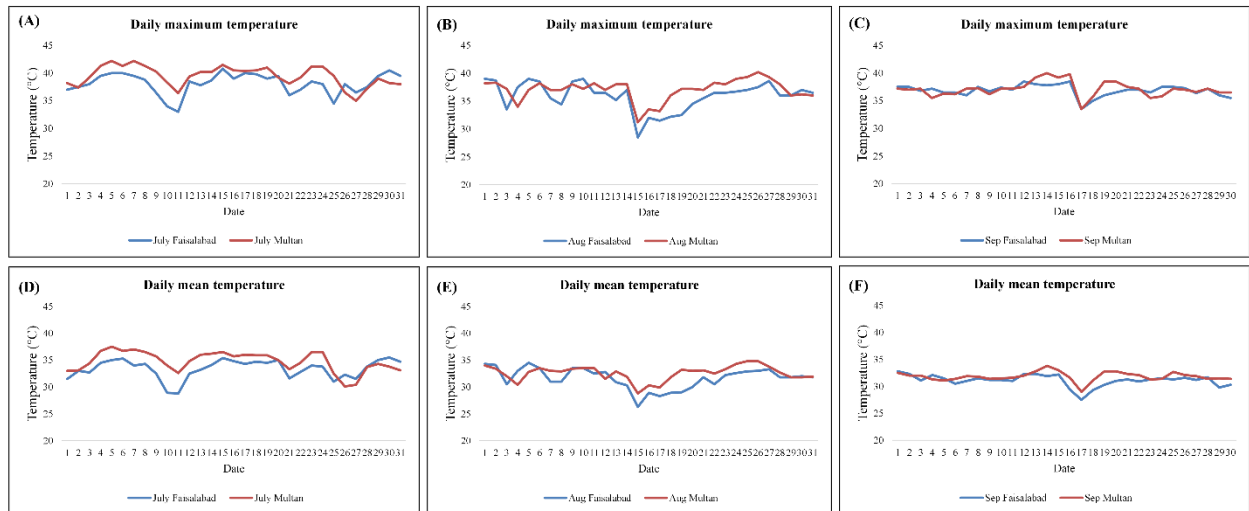 (A)
Daily maximum temperature
Temperature (°C)
45
40
35
30
25
20
1 2 3 4 5 6 7 8 9 10 11 12 13 14 15 16 17 18 19 20 21 22 23 24 25 26 27 28 29 30 31
Date
July Faisalabad July Multan
(B)
Daily maximum temperature
Temperature (°C)
45
40
35
30
25
20
1 2 3 4 5 6 7 8 9 10 11 12 13 14 15 16 17 18 19 20 21 22 23 24 25 26 27 28 29 30 31
Date
Aug Faisalabad Aug Multan
(C)
Daily maximum temperature
Temperature (°C)
45
40
35
30
25
20
1 2 3 4 5 6 7 8 9 10 11 12 13 14 15 16 17 18 19 20 21 22 23 24 25 26 27 28 29 30
Date
Sep Faisalabad Sep Multan
(D)
Daily mean temperature
Temperature (°C)
45
40
35
30
25
20
1 2 3 4 5 6 7 8 9 10 11 12 13 14 15 16 17 18 19 20 21 22 23 24 25 26 27 28 29 30 31
Date
July Faisalabad July Multan
(E)
Daily mean temperature
Temperature (°C)
45
40
35
30
25
20
1 2 3 4 5 6 7 8 9 10 11 12 13 14 15 16 17 18 19 20 21 22 23 24 25 26 27 28 29 30 31
Date
Aug Faisalabad Aug Multan
(F)
Daily mean temperature
Temperature (°C)
45
40
35
30
25
20
1 2 3 4 5 6 7 8 9 10 11 12 13 14 15 16 17 18 19 20 21 22 23 24 25 26 27 28 29 30
Date
Sep Faisalabad Sep Multan